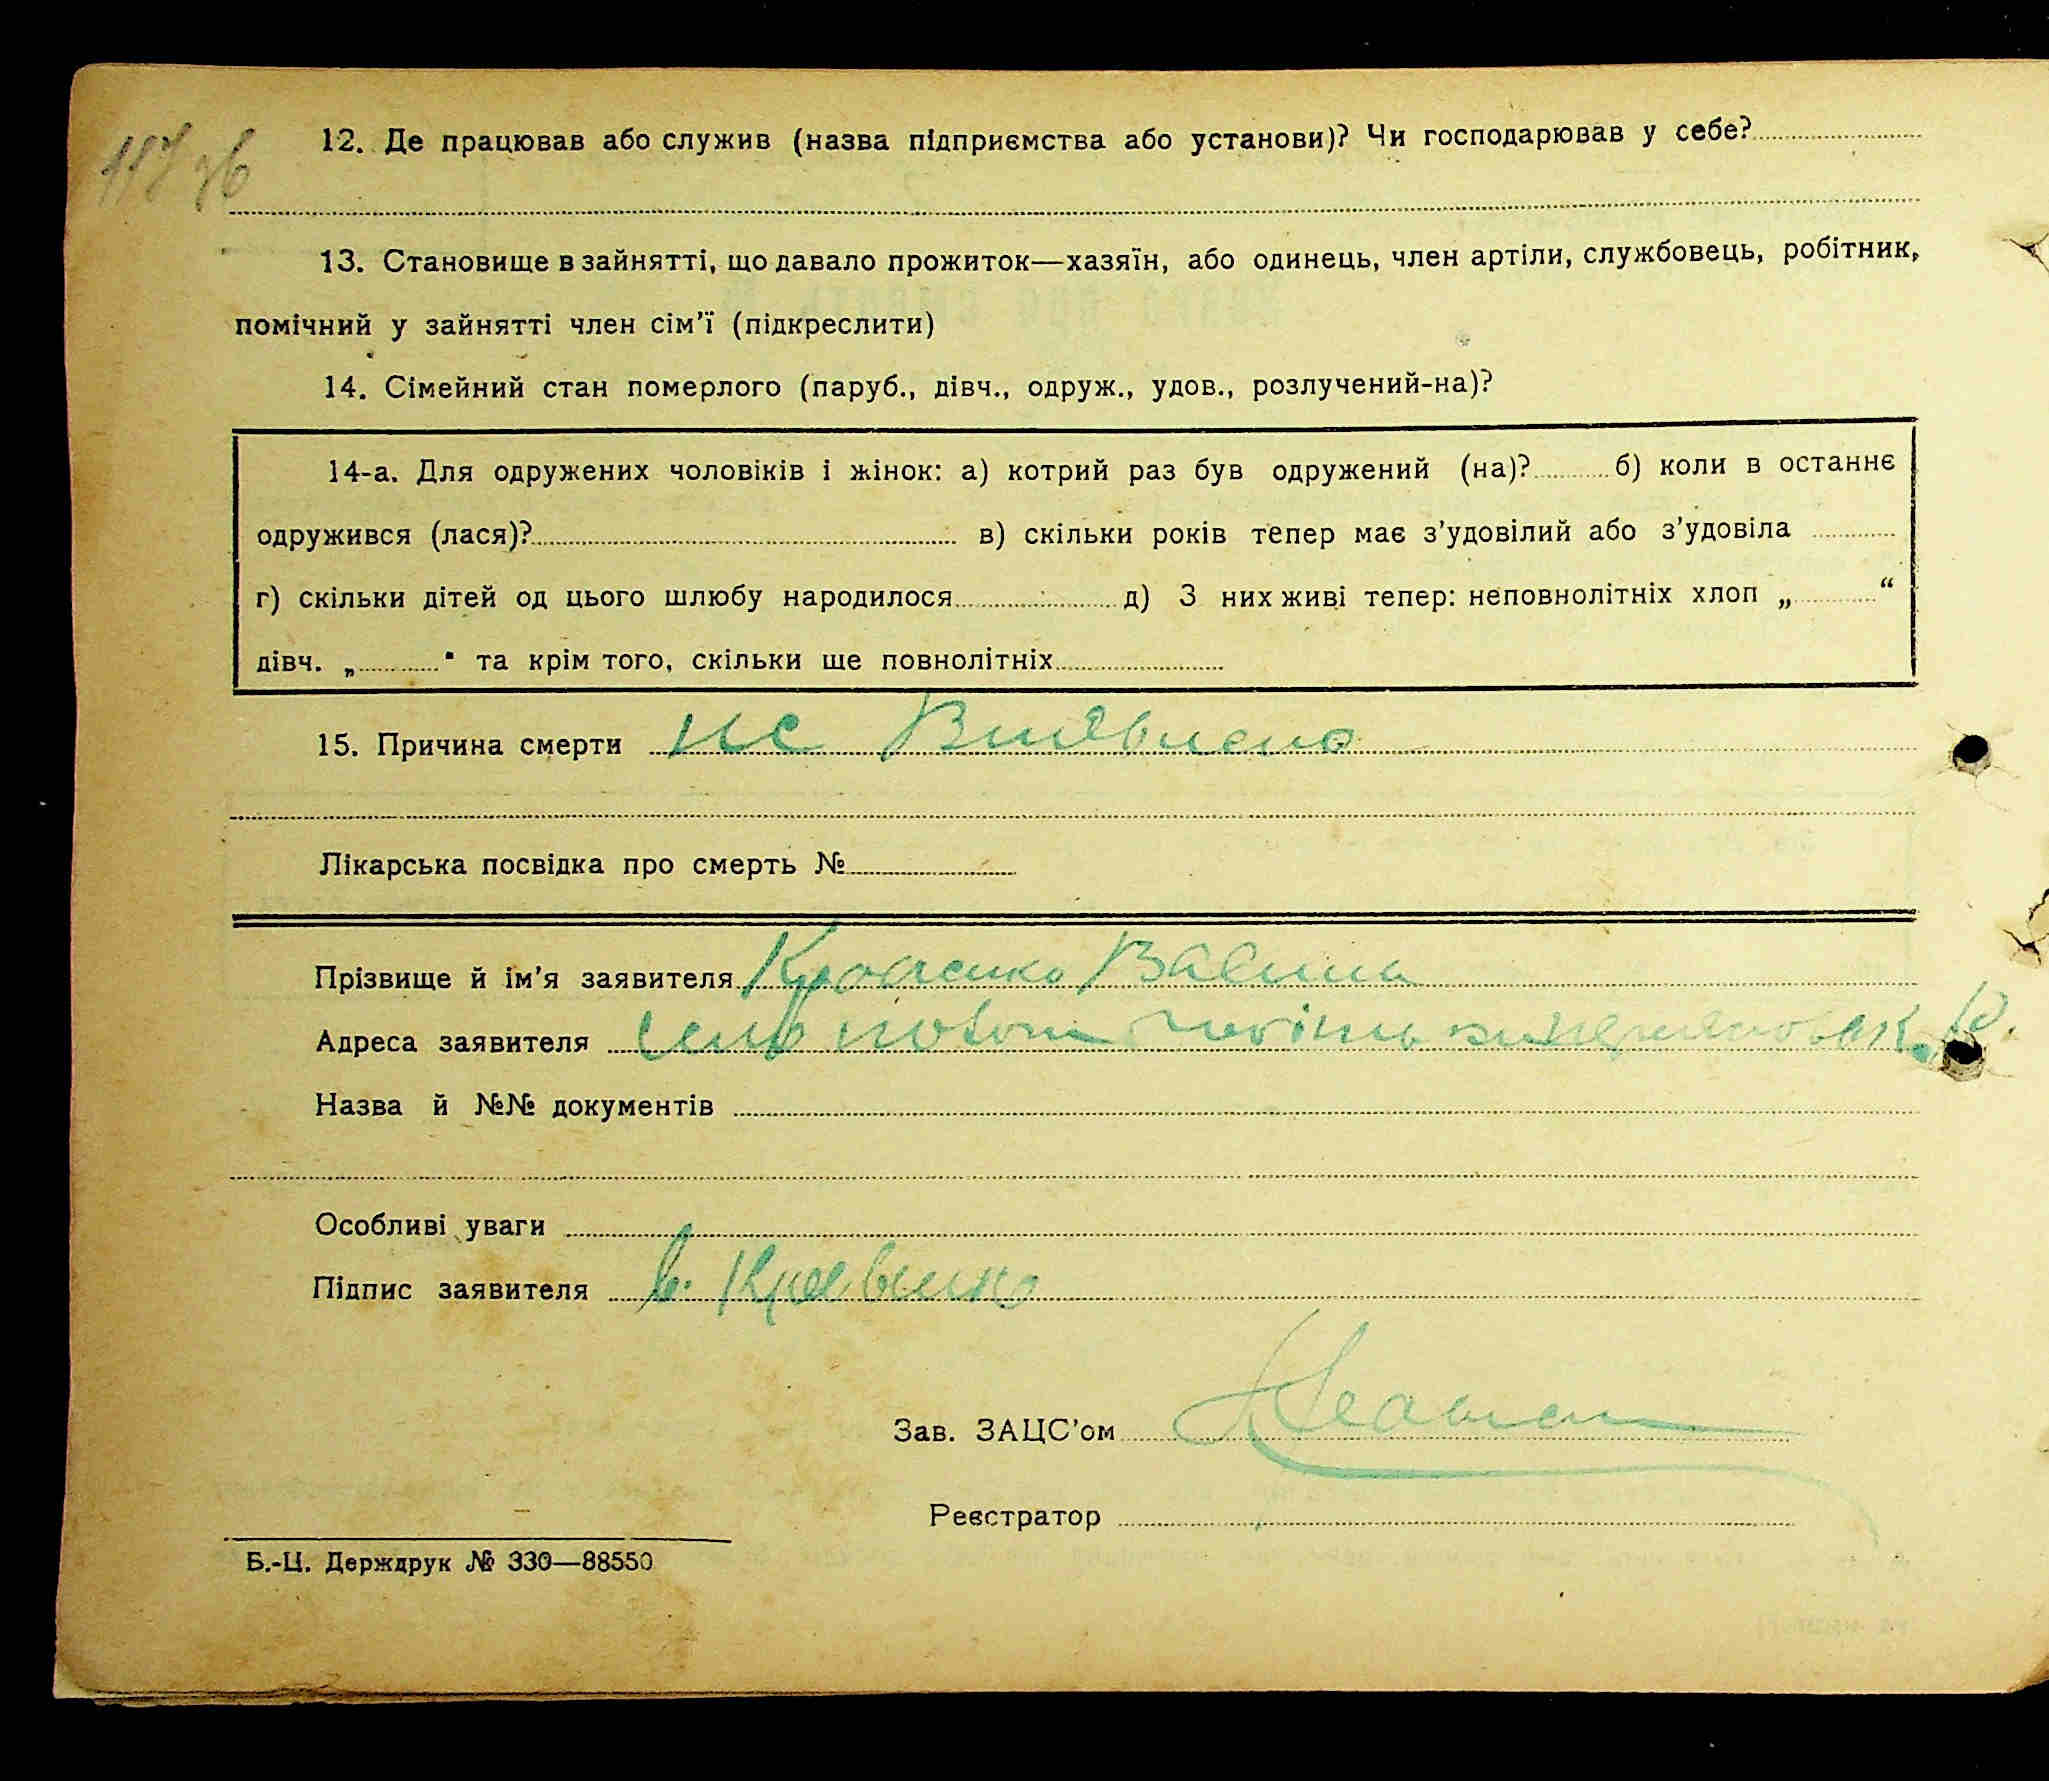 12. Де працював або служив (назва підприємства або установи)? Чи господарював у себе?
13. Становище в зайнятті, що давало прожиток—хазяїн, або одинець, член артіли, службовець, робітник,
помічний у зайнятті член сім'ї (підкреслити)
14. Сімейний стан померлого (паруб., дівч., одруж., удов., розлучений-на)?
14-а. Для одружених чоловіків і жінок: а) котрий раз був одружений (на)? б) коли в останнє
одружився (лася)? в) скільки років тепер має з'удовілий або з'удовіла
г) скільки дітей од цього шлюбу народилося д) З них живі тепер: неповнолітніх хлоп „ “
дівч. „ “ та крім того, скільки ще повнолітніх
15. Причина смерти не Виявлено
Лікарська посвідка про смерть №
Прізвище й ім'я заявителя
Адреса заявителя село
Назва й №№ документів
Особливі уваги
Підпис заявителя в.
Зав. ЗАЦС'ом
Реєстратор
Б.-Ц. Держдрук № 330—88550